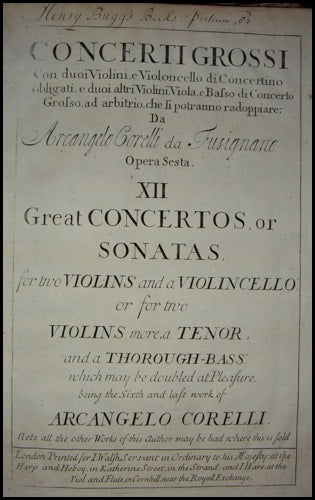 Henry Bugg's Books pretium
CONCERTI GROSSI
Con duoi Violini, e Violoncello di Concertino
obligati, e duoi altri Violini, Viola, e Basso di Concerto
Grosso, ad arbitrio, che si potranno radoppiare;
Da
Arcangelo Corelli da Fusignano
Opera Sesta.
XII
Great CONCERTOS, or
SONATAS,
for two VIOLINS and a VIOLINCELLO:
or for two
VIOLINS more, a TENOR,
and a THOROUGH-BASS:
which may be doubled at Pleasure.
being the Sixth and last work of
ARCANGELO CORELLI.
Note all the other Works of this Author may be had where this is sold
London Printed for I. Walsh, Servant in Ordinary to his Majesty, at the
Harp and Hoboy, in Katherine Street, in the Strand: and I. Hare, at the
Viol and Flute, in Cornhill, near the Royall Exchange.